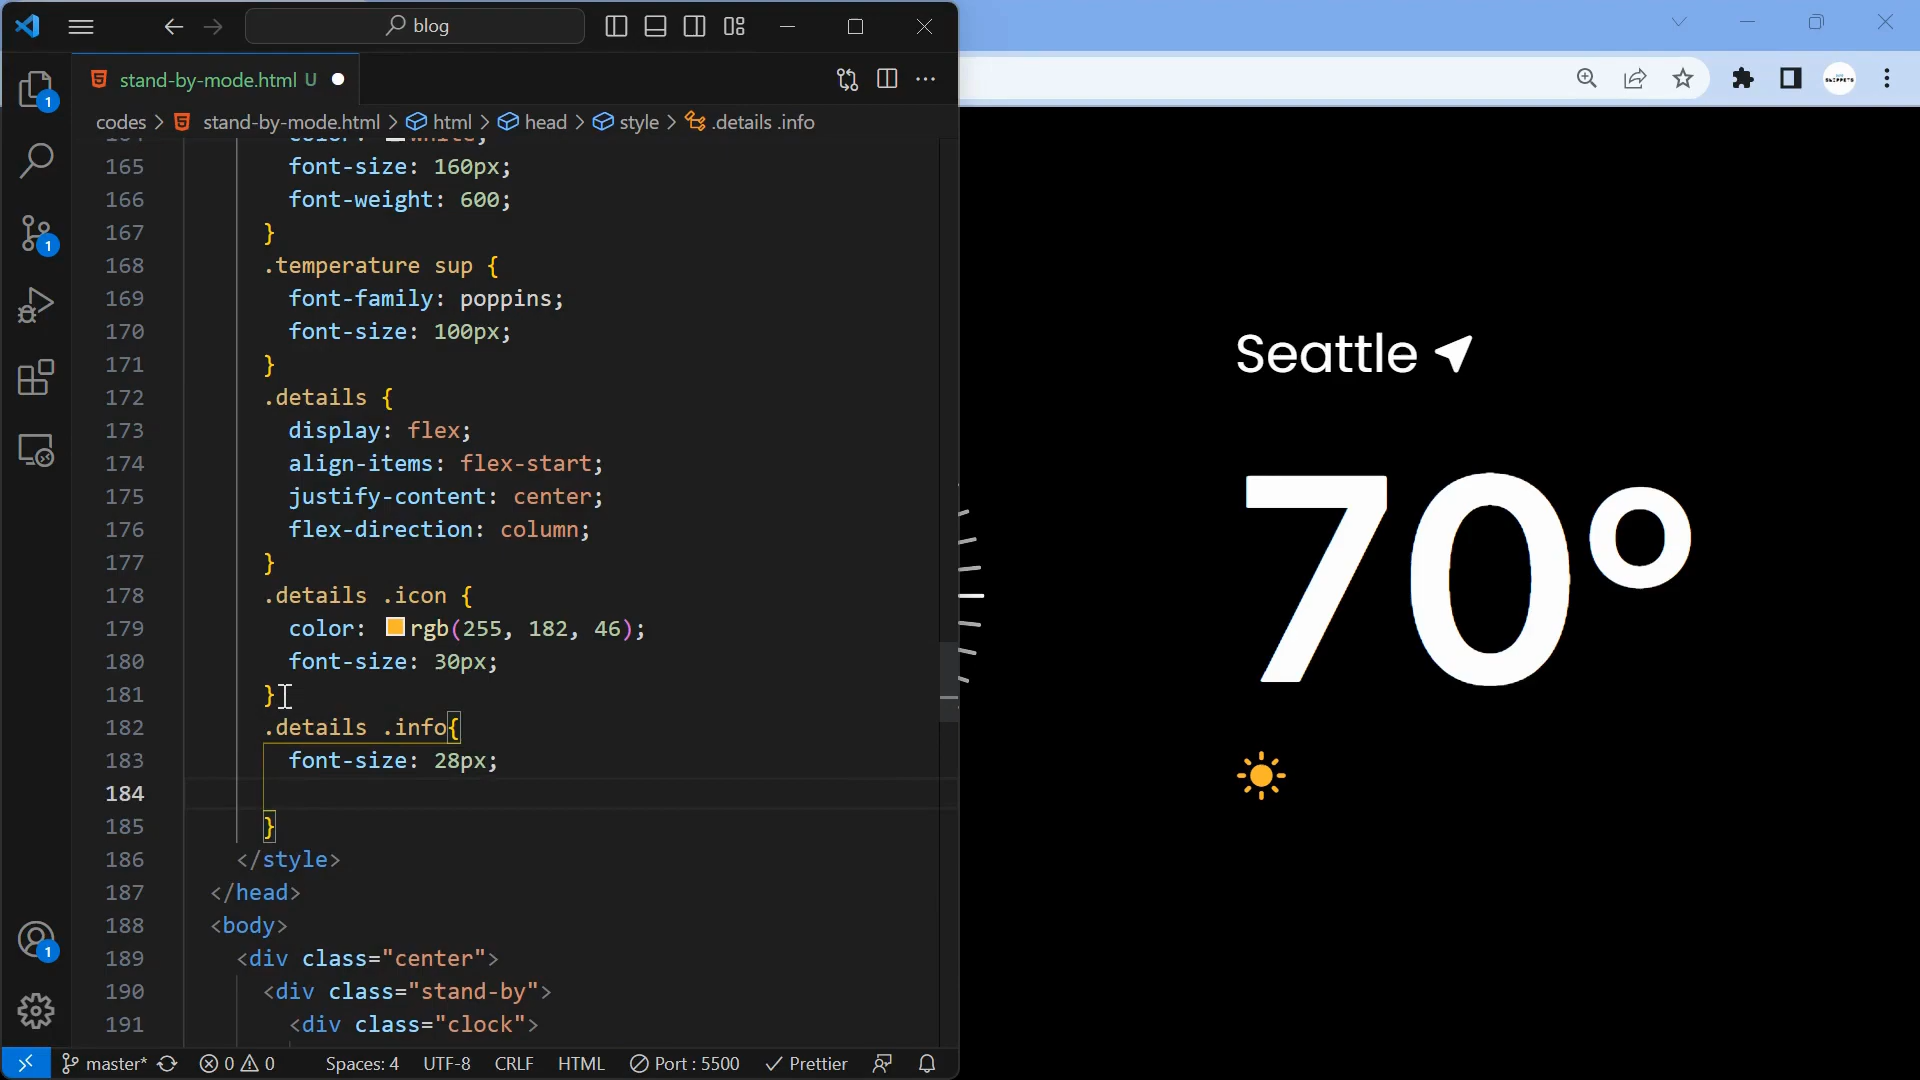 blog
stand-by-mode.html U
codes > stand-by-mode.html > html > head > style > .details .info
165 font-size: 160px;
166 font-weight: 600;
167 }
168 .temperature sup {
169 font-family: poppins;
170 font-size: 100px;
171 }
172 .details {
173 display: flex;
174 align-items: flex-start;
175 justify-content: center;
176 flex-direction: column;
177 }
178 .details .icon {
179 color: rgb(255, 182, 46);
180 font-size: 30px;
181 }
182 .details .info{
183 font-size: 28px;
184
185 }
186 </style>
187 </head>
188 <body>
189 <div class="center">
190 <div class="stand-by">
191 <div class="clock">
1
1
1
master* 0 0 Spaces: 4 UTF-8 CRLF HTML Port : 5500 Prettier
Seattle
70°